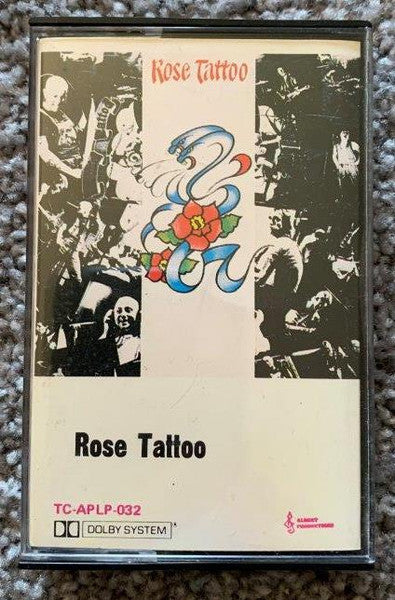 Rose Tattoo
Rose Tattoo
TC-APLP-032
DOLBY SYSTEM
ALBERT
PRODUCTIONS